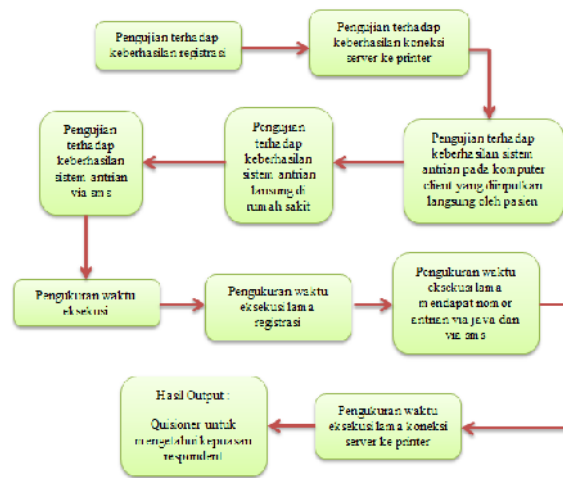 Pengujian terhadap
keberhasilan registrasi
Pengujian terhadap
keberhasilan koneksi
server ke printer
Pengujian terhadap
keberhasilan sistem
antrian pada komputer
client yang diinputkan
langsung oleh pasien
Pengujian
terhadap
keberhasilan
sistem antrian
lansung di
rumah sakit
Pengujian
terhadap
keberhasilan
sistem antrian
via sms
Pengukuran waktu
eksekusi
Pengukuran waktu
eksekusi lama
registrasi
Pengukuran waktu
eksekusi lama
mendapat nomor
antrian via java dan
via sms
Pengukuran waktu
eksekusi lama koneksi
server ke printer
Hasil Output :
Quisioner untuk
mengetahui kepuasan
respondent